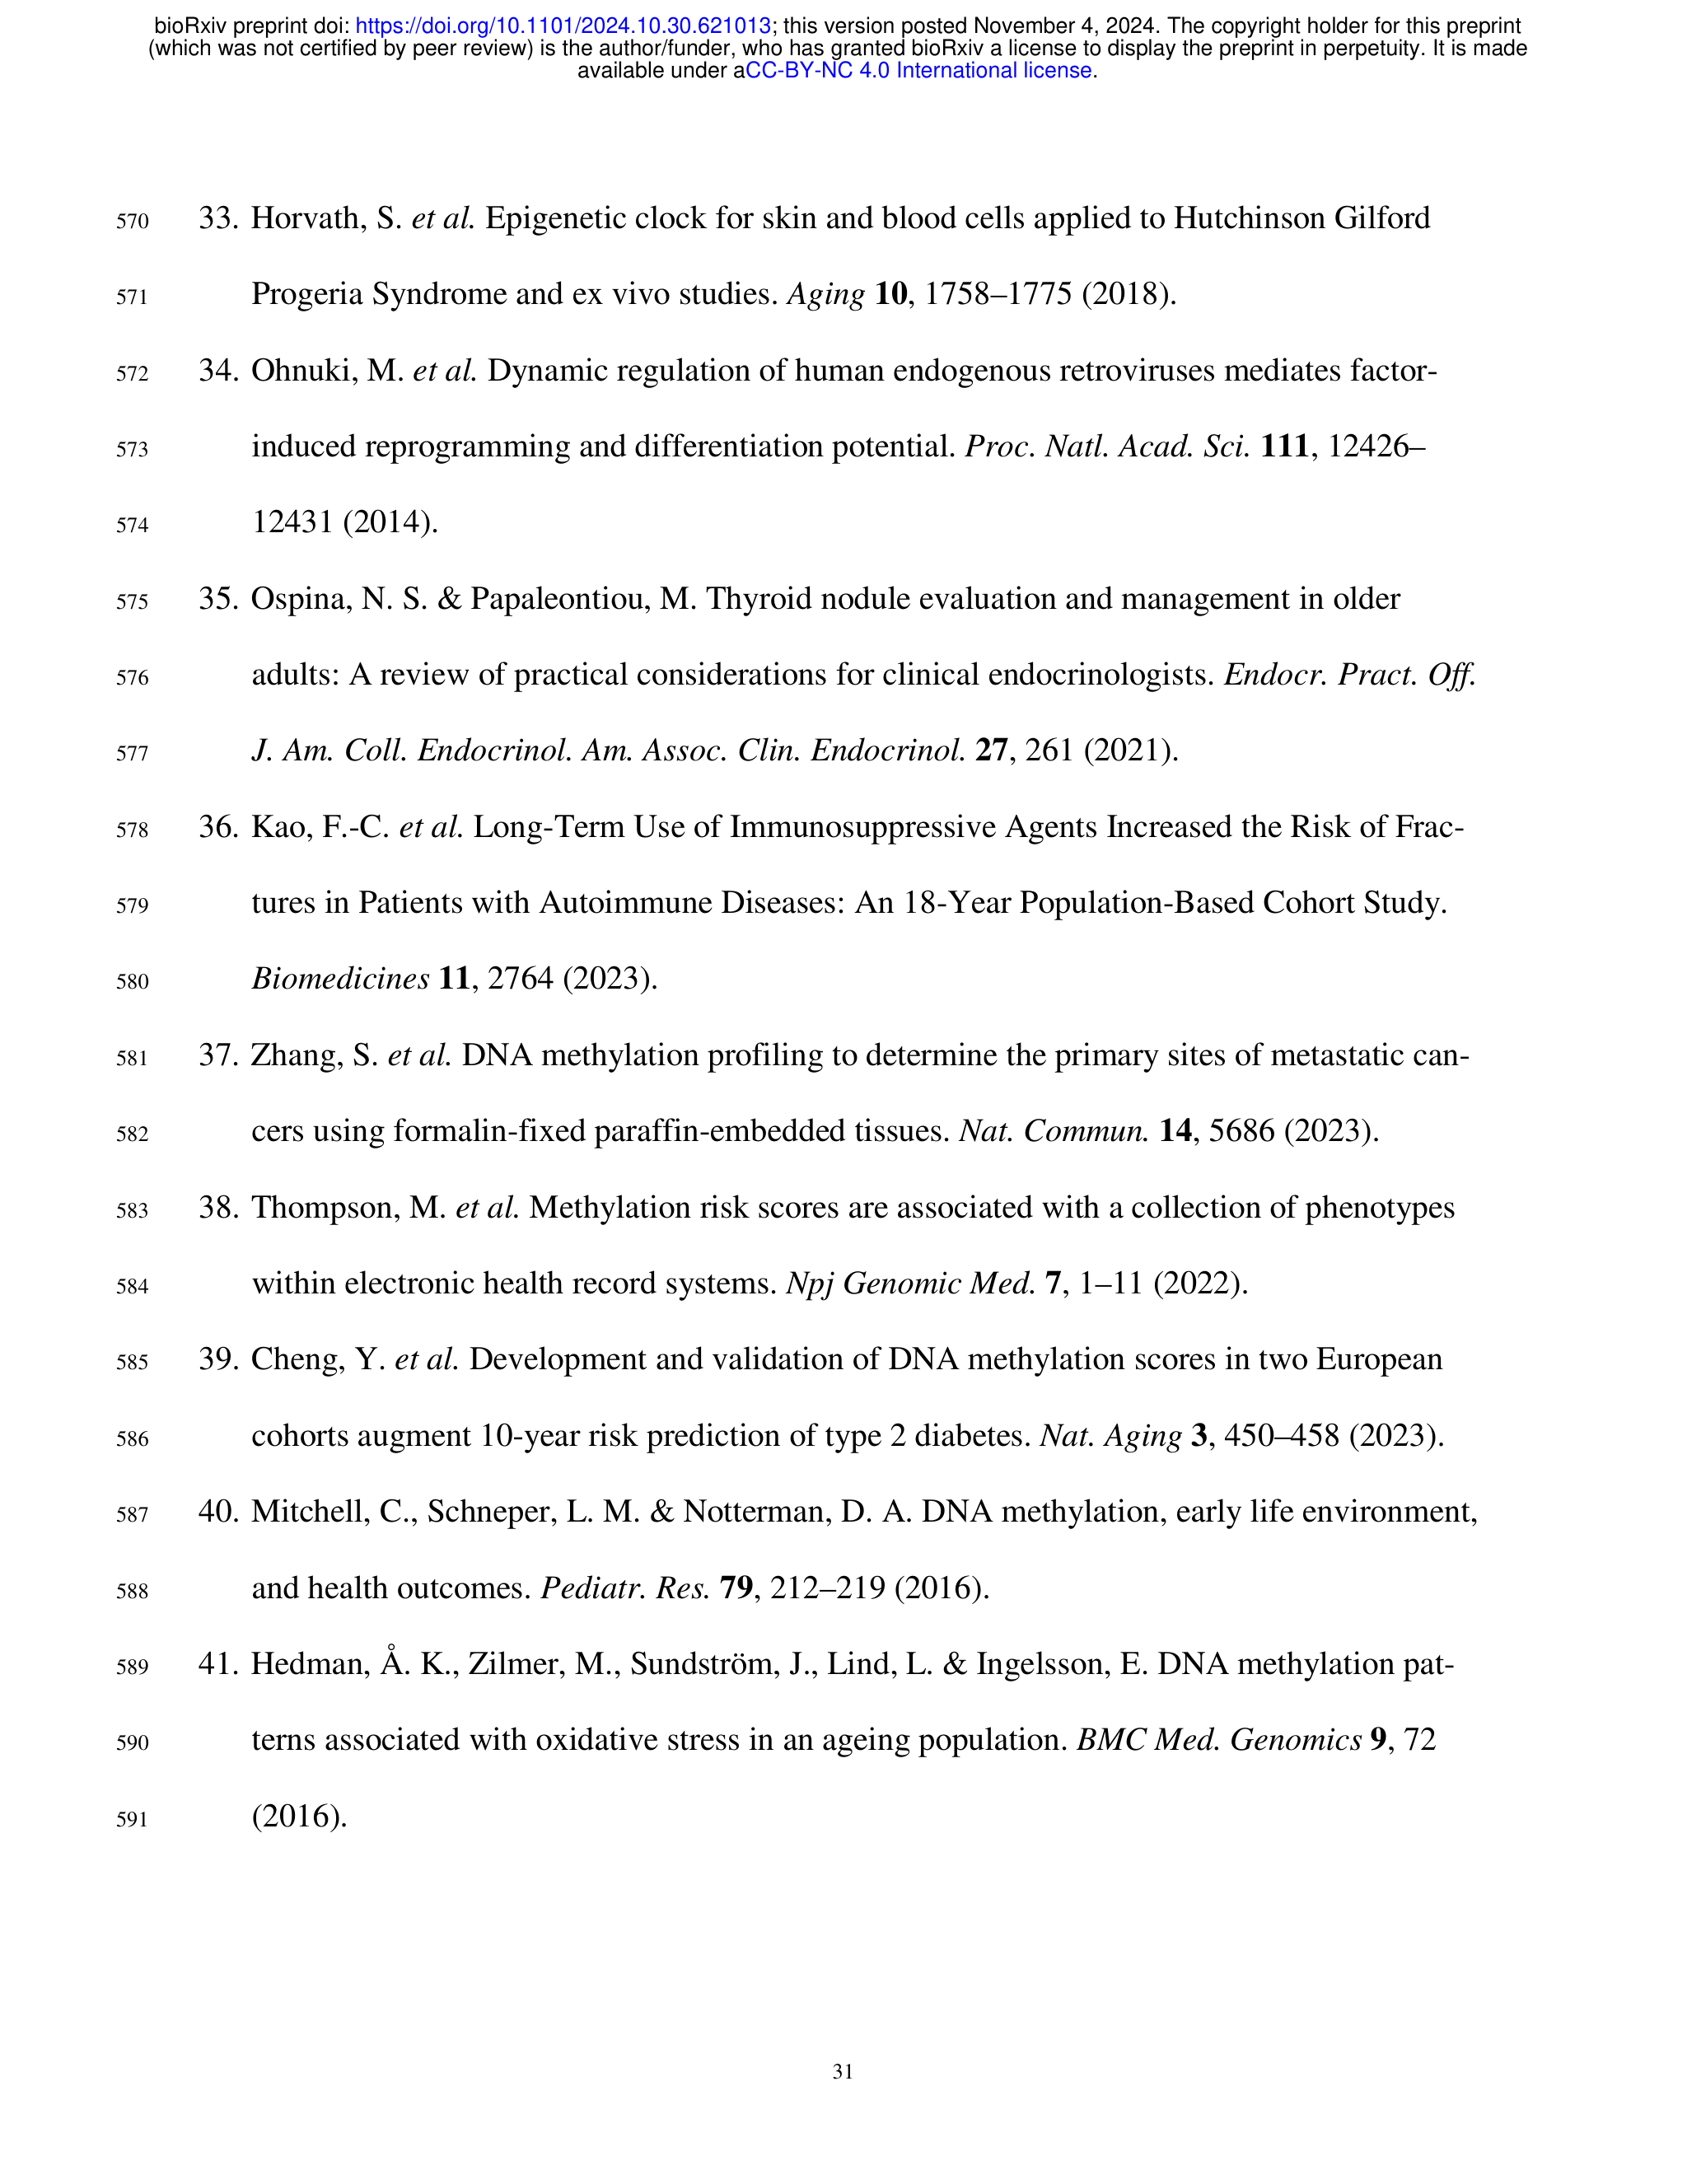 bioRxiv preprint doi: https://doi.org/10.1101/2024.10.30.621013; this version posted November 4, 2024. The copyright holder for this preprint
(which was not certified by peer review) is the author/funder, who has granted bioRxiv a license to display the preprint in perpetuity. It is made
available under aCC-BY-NC 4.0 International license.
570 33. Horvath, S. et al. Epigenetic clock for skin and blood cells applied to Hutchinson Gilford
571 Progeria Syndrome and ex vivo studies. Aging 10, 1758–1775 (2018).
572 34. Ohnuki, M. et al. Dynamic regulation of human endogenous retroviruses mediates factor-
573 induced reprogramming and differentiation potential. Proc. Natl. Acad. Sci. 111, 12426–
574 12431 (2014).
575 35. Ospina, N. S. & Papaleontiou, M. Thyroid nodule evaluation and management in older
576 adults: A review of practical considerations for clinical endocrinologists. Endocr. Pract. Off.
577 J. Am. Coll. Endocrinol. Am. Assoc. Clin. Endocrinol. 27, 261 (2021).
578 36. Kao, F.-C. et al. Long-Term Use of Immunosuppressive Agents Increased the Risk of Frac-
579 tures in Patients with Autoimmune Diseases: An 18-Year Population-Based Cohort Study.
580 Biomedicines 11, 2764 (2023).
581 37. Zhang, S. et al. DNA methylation profiling to determine the primary sites of metastatic can-
582 cers using formalin-fixed paraffin-embedded tissues. Nat. Commun. 14, 5686 (2023).
583 38. Thompson, M. et al. Methylation risk scores are associated with a collection of phenotypes
584 within electronic health record systems. Npj Genomic Med. 7, 1–11 (2022).
585 39. Cheng, Y. et al. Development and validation of DNA methylation scores in two European
586 cohorts augment 10-year risk prediction of type 2 diabetes. Nat. Aging 3, 450–458 (2023).
587 40. Mitchell, C., Schneper, L. M. & Notterman, D. A. DNA methylation, early life environment,
588 and health outcomes. Pediatr. Res. 79, 212–219 (2016).
589 41. Hedman, Å. K., Zilmer, M., Sundström, J., Lind, L. & Ingelsson, E. DNA methylation pat-
590 terns associated with oxidative stress in an ageing population. BMC Med. Genomics 9, 72
591 (2016).
31